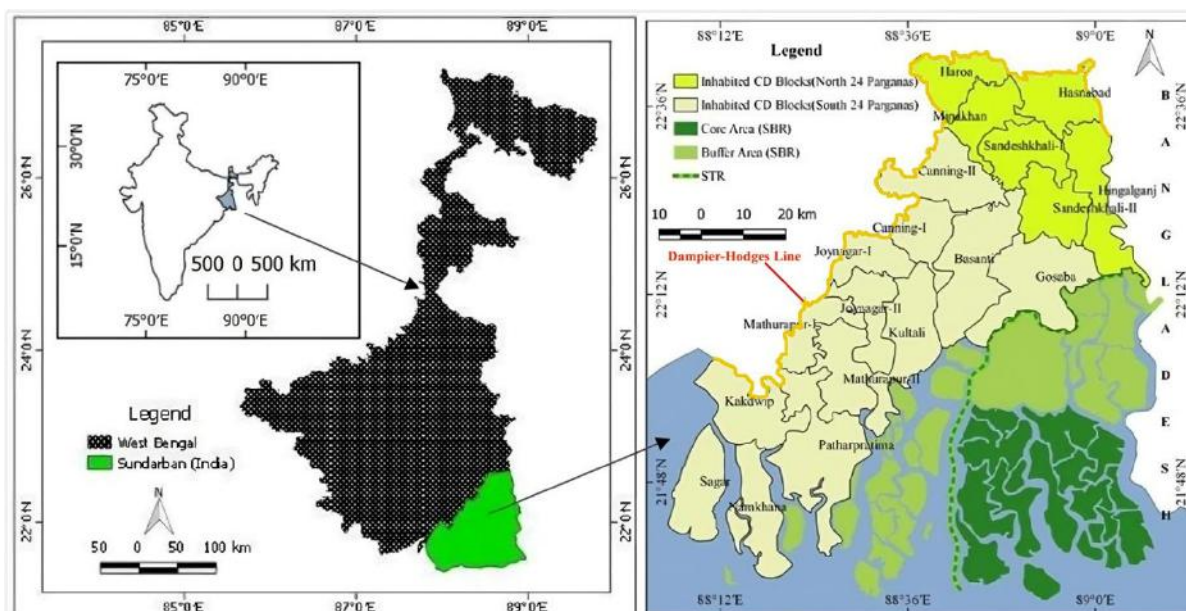 85°0'E
87°0'E
89°0'E
75°0'E
90°0'E
30°0'N
15°0'N
500 0 500 km
75°0'E
90°0'E
26°0'N
24°0'N
22°0'N
Legend
West Bengal
Sundarban (India)
N
50 0 50 100 km
85°0'E
87°0'E
89°0'E
88°12'E
88°36'E
89°0'E
Legend
Inhabited CD Blocks(North 24 Parganas)
Inhabited CD Blocks(South 24 Parganas)
Core Area (SBR)
Buffer Area (SBR)
STR
10 0 10 20 km
Dampier-Hodges Line
N
22°36'N
22°12'N
21°48'N
Haroa
Hasnabad
Minakhan
Sandeshkhali-I
Canning-II
Hingalganj
Sandeshkhali-II
Canning-I
Joynagar-I
Basanti
Gosaba
Joynagar-II
Mathurapur-I
Kultali
Mathurapur-II
Kakdwip
Patharpratima
Sagar
Namkhana
B A N G L A D E S H
22°36'N
22°12'N
21°48'N
88°12'E
88°36'E
89°0'E